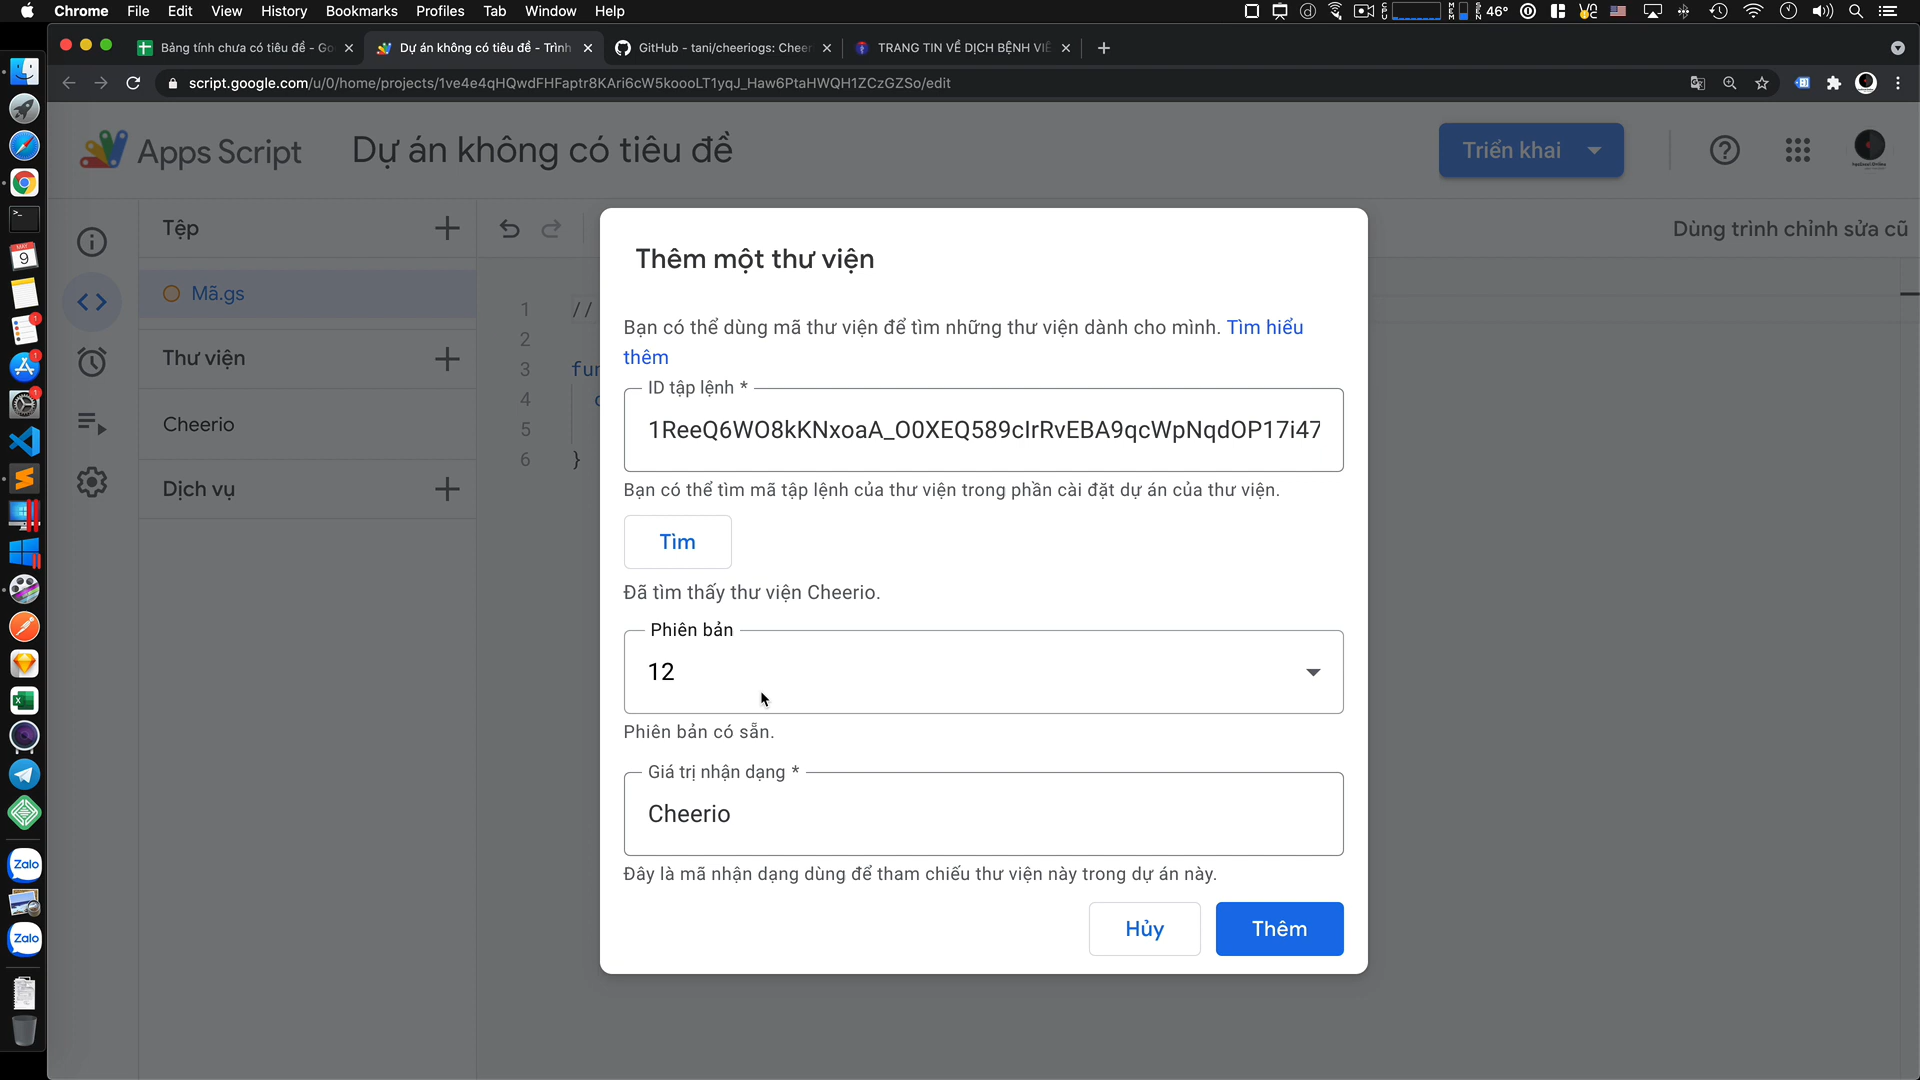 Chrome File Edit View History Bookmarks Profiles Tab Window Help
46°
Bảng tính chưa có tiêu đề - Go
Dự án không có tiêu đề - Trình
GitHub - tani/cheeriogs: Cheer
TRANG TIN VỀ DỊCH BỆNH VIÊ
script.google.com/u/0/home/projects/1ve4e4qHQwdFHFaptr8KAri6cW5koooLT1yqJ_Haw6PtaHWQH1ZCzGZSo/edit
Apps Script
Dự án không có tiêu đề
Triển khai
Tệp
Dùng trình chỉnh sửa cũ
Mã.gs
Thư viện
Cheerio
Dịch vụ
1 //
2
3 fun
4
5
6 }
Thêm một thư viện
Bạn có thể dùng mã thư viện để tìm những thư viện dành cho mình. Tìm hiểu
thêm
ID tập lệnh *
1ReeQ6WO8kKNxoaA_O0XEQ589cIrRvEBA9qcWpNqdOP17i47
Bạn có thể tìm mã tập lệnh của thư viện trong phần cài đặt dự án của thư viện.
Tìm
Đã tìm thấy thư viện Cheerio.
Phiên bản
12
Phiên bản có sẵn.
Giá trị nhận dạng *
Cheerio
Đây là mã nhận dạng dùng để tham chiếu thư viện này trong dự án này.
Hủy
Thêm
MAY
9
Zalo
Zalo